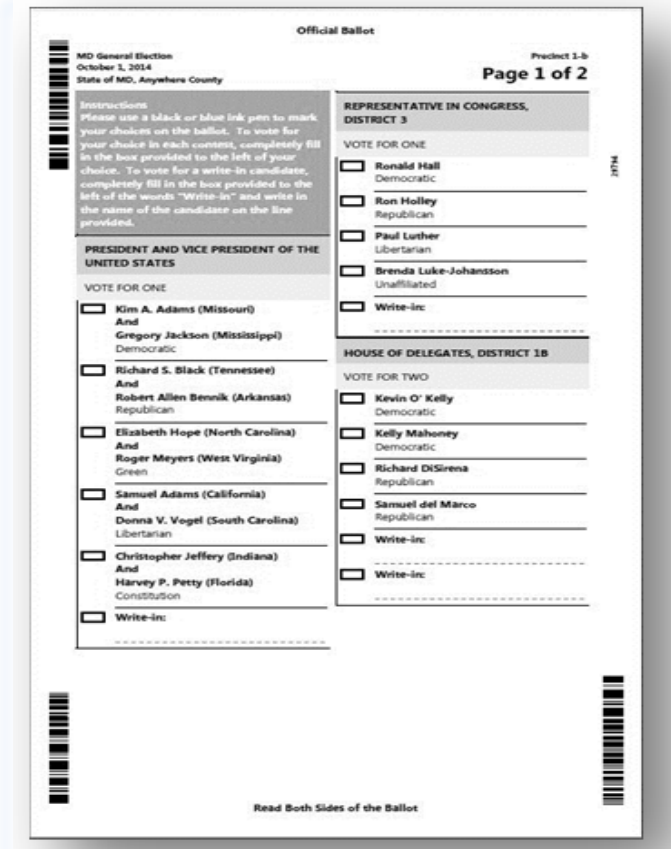 Official Ballot
MD General Election
October 1, 2014
State of MD, Anywhere County
Precinct 1-b
Page 1 of 2
Instructions
Please use a black or blue ink pen to mark
your choices on the ballot. To vote for
your choice in each contest, completely fill
in the box provided to the left of your
choice. To vote for a write-in candidate,
completely fill in the box provided to the
left of the words "Write-in" and write in
the name of the candidate on the line
provided.
PRESIDENT AND VICE PRESIDENT OF THE
UNITED STATES
VOTE FOR ONE
Kim A. Adams (Missouri)
And
Gregory Jackson (Mississippi)
Democratic
Richard S. Black (Tennessee)
And
Robert Allen Bennik (Arkansas)
Republican
Elizabeth Hope (North Carolina)
And
Roger Meyers (West Virginia)
Green
Samuel Adams (California)
And
Donna V. Vogel (South Carolina)
Libertarian
Christopher Jeffery (Indiana)
And
Harvey P. Petty (Florida)
Constitution
Write-in:
REPRESENTATIVE IN CONGRESS,
DISTRICT 3
VOTE FOR ONE
Ronald Hall
Democratic
Ron Holley
Republican
Paul Luther
Libertarian
Brenda Luke-Johansson
Unaffiliated
Write-in:
HOUSE OF DELEGATES, DISTRICT 1B
VOTE FOR TWO
Kevin O' Kelly
Democratic
Kelly Mahoney
Democratic
Richard DiSirena
Republican
Samuel del Marco
Republican
Write-in:
Write-in:
Read Both Sides of the Ballot